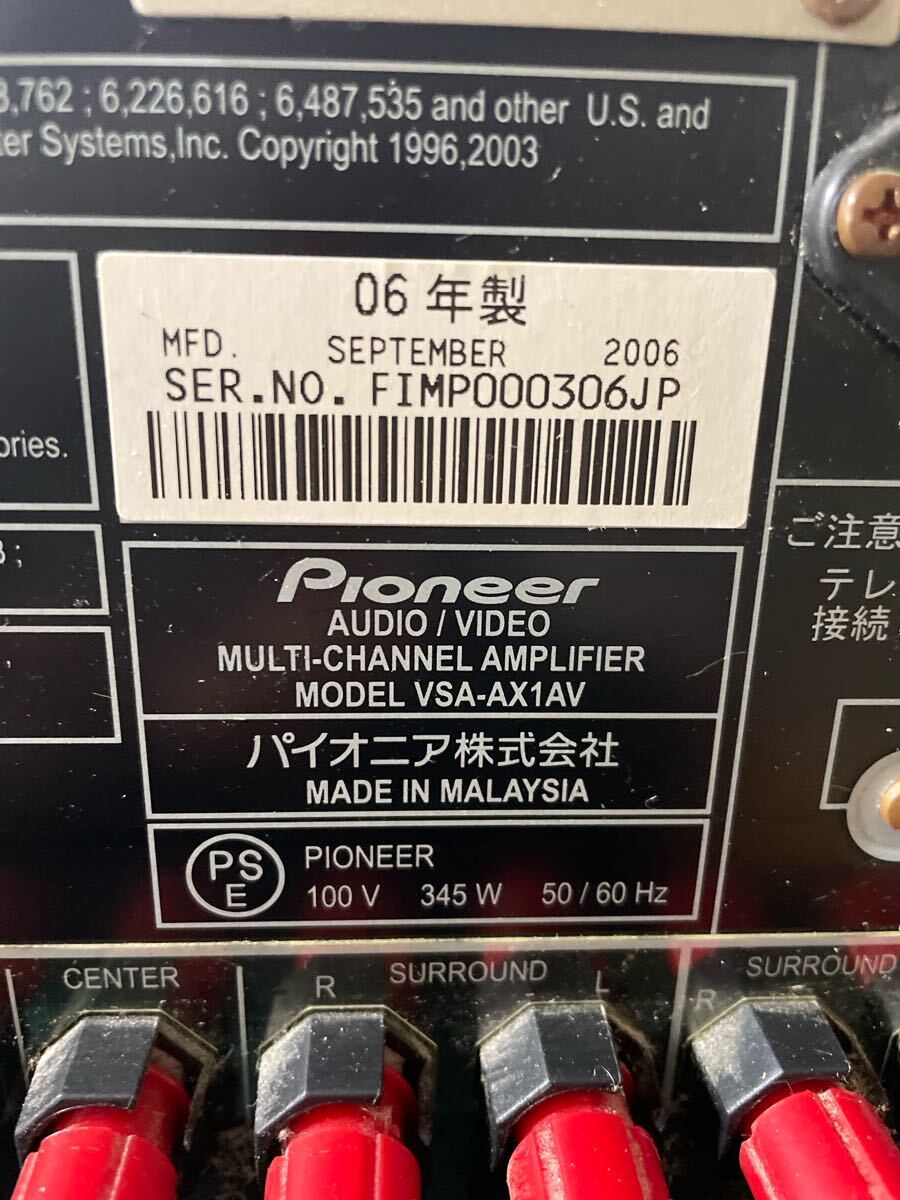 3,762 ; 6,226,616 ; 6,487,535 and other U.S. and
ter Systems,Inc. Copyright 1996,2003
06 年製
MFD. SEPTEMBER 2006
SER.NO. FIMP000306JP
ories.
3 ;
Pioneer
AUDIO / VIDEO
MULTI-CHANNEL AMPLIFIER
MODEL VSA-AX1AV
パイオニア株式会社
MADE IN MALAYSIA
PS
E
PIONEER
100 V 345 W 50 / 60 Hz
ご注意
テレ
接続
CENTER
R SURROUND L
SURROUND
R